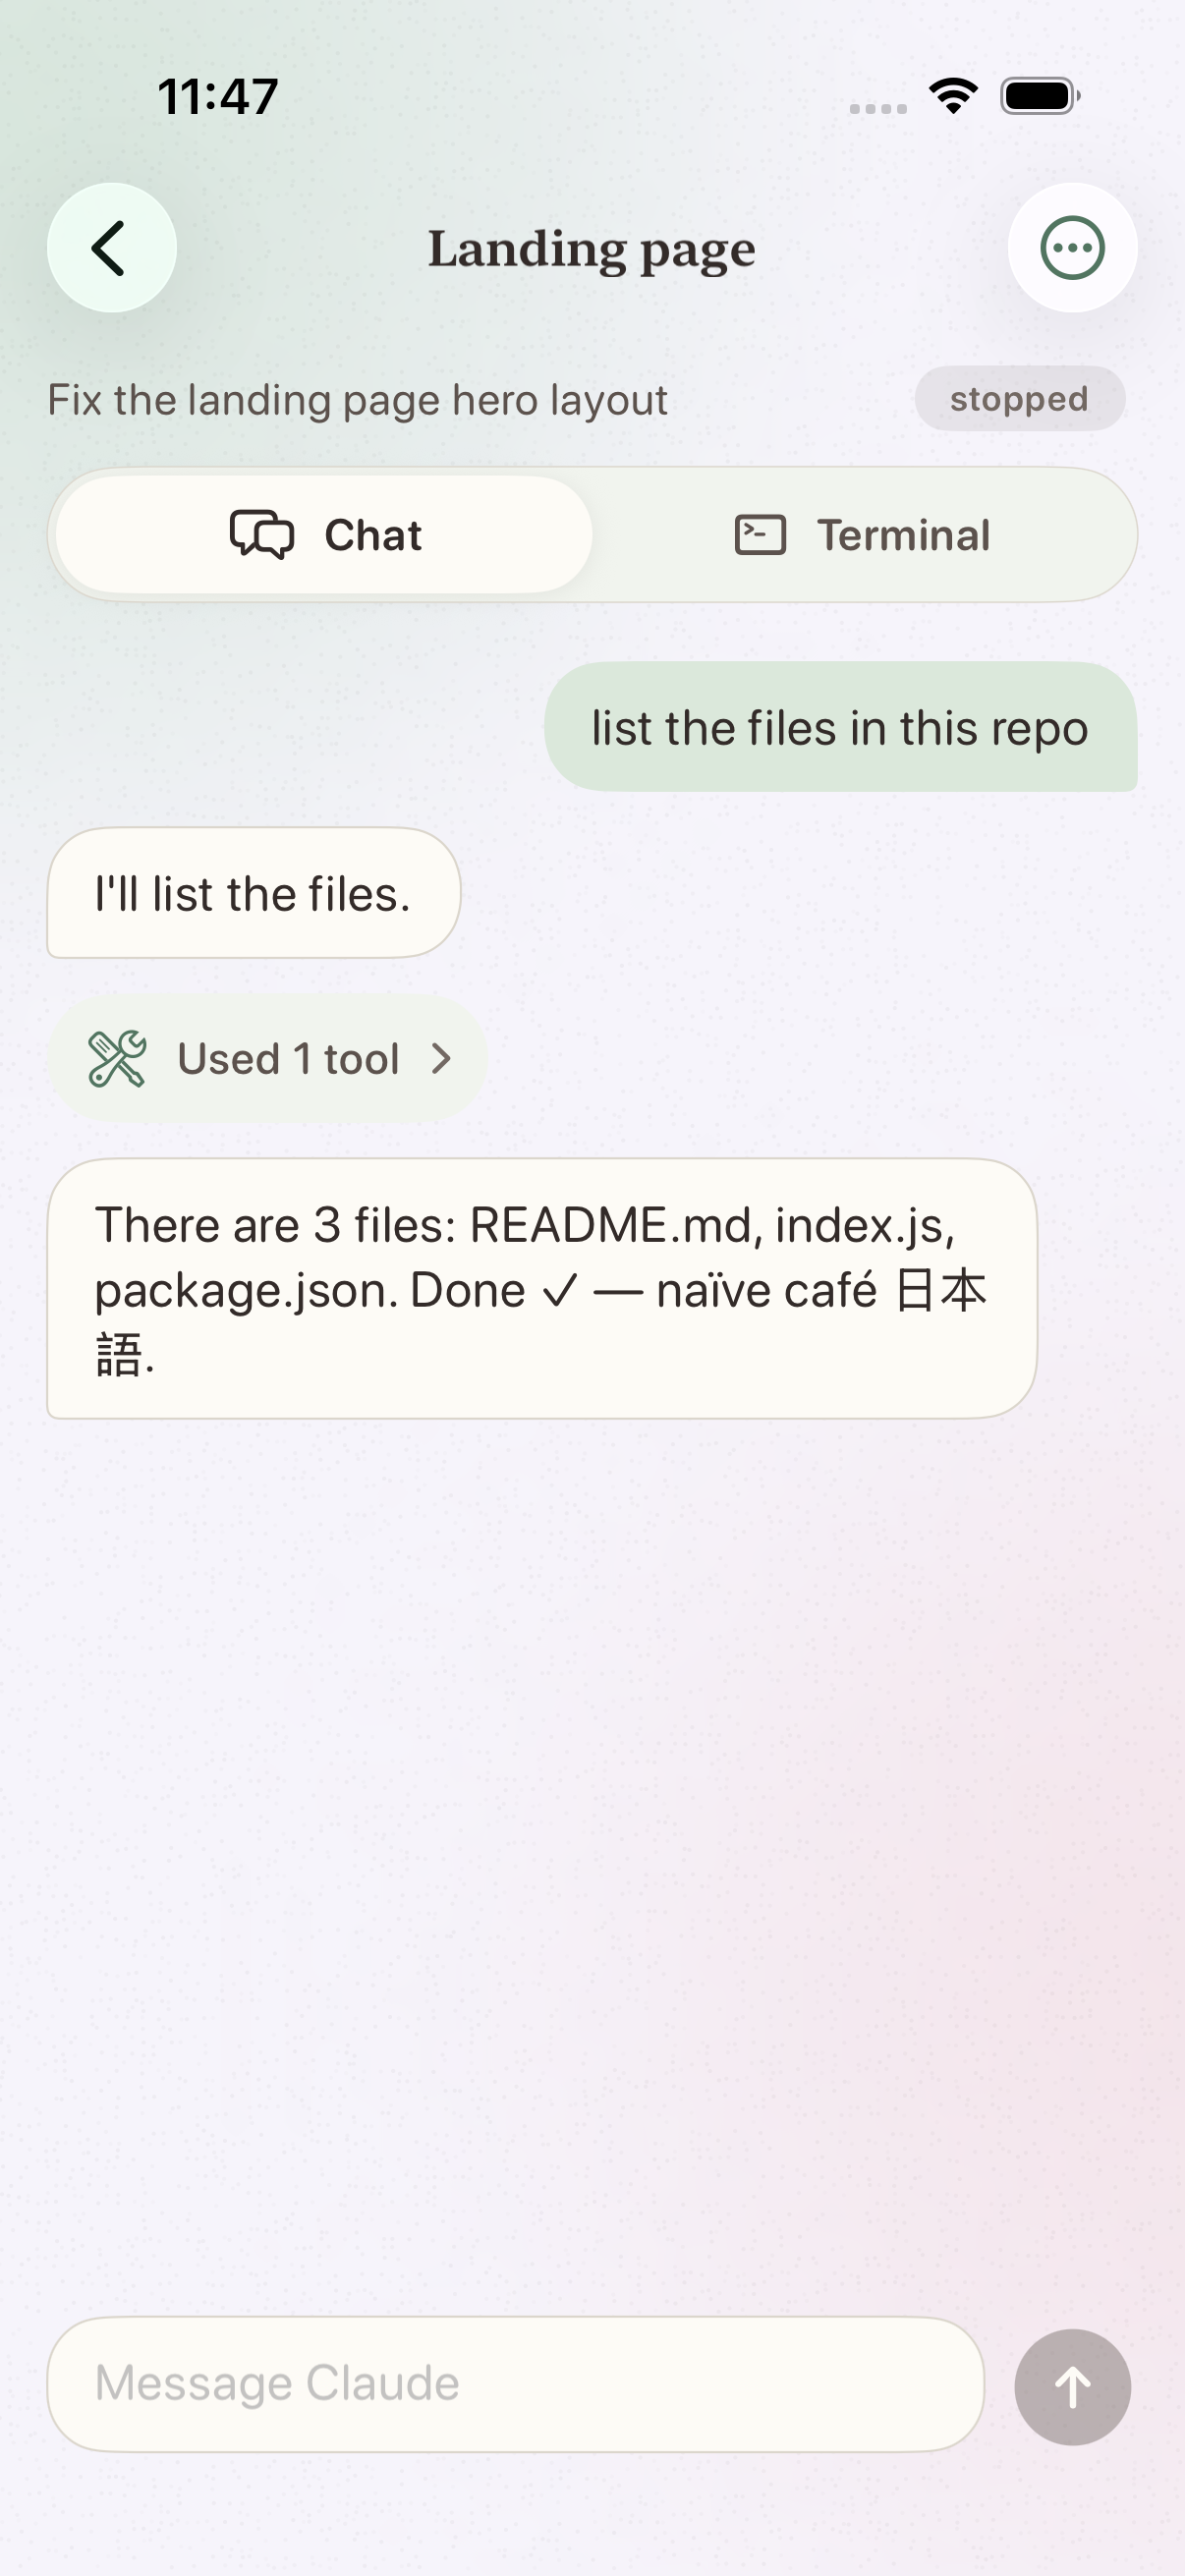 11:47
Landing page
Fix the landing page hero layout
stopped
Chat
Terminal
list the files in this repo
I'll list the files.
Used 1 tool
There are 3 files: README.md, index.js,
package.json. Done ✓ — naïve café 日本
語.
Message Claude